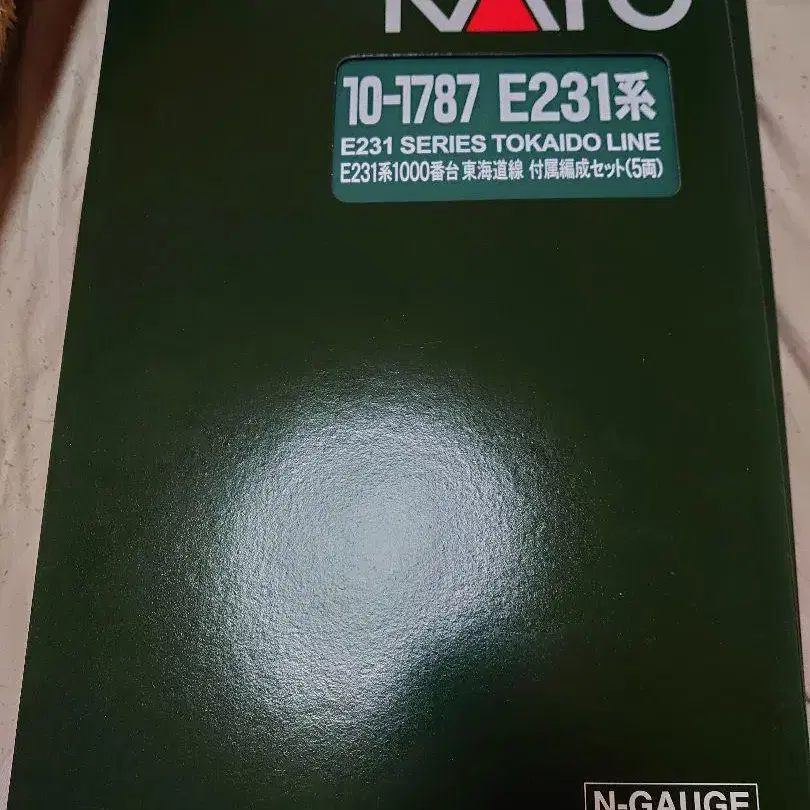 KATO
10-1787 E231系
E231 SERIES TOKAIDO LINE
E231系1000番台 東海道線 付属編成セット(5両)
N-GAUGE